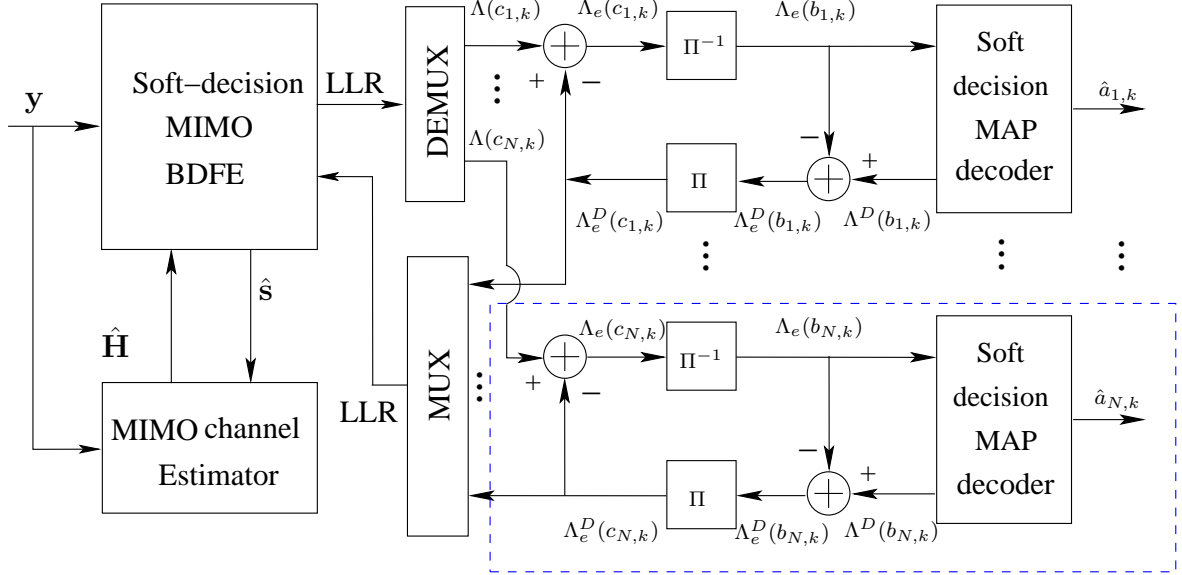 y
Soft−decision
MIMO
BDFE
LLR
DEMUX
Λ(c_{1,k})
Λ(c_{N,k})
+
−
Λ_e(c_{1,k})
Π^{−1}
Λ_e(b_{1,k})
Soft
decision
MAP
decoder
â_{1,k}
−
+
Π
Λ_e^D(c_{1,k})
Λ_e^D(b_{1,k})
Λ^D(b_{1,k})
Ĥ
ŝ
MIMO channel
Estimator
LLR
MUX
+
−
Λ_e(c_{N,k})
Π^{−1}
Λ_e(b_{N,k})
Soft
decision
MAP
decoder
â_{N,k}
−
+
Π
Λ_e^D(c_{N,k})
Λ_e^D(b_{N,k})
Λ^D(b_{N,k})